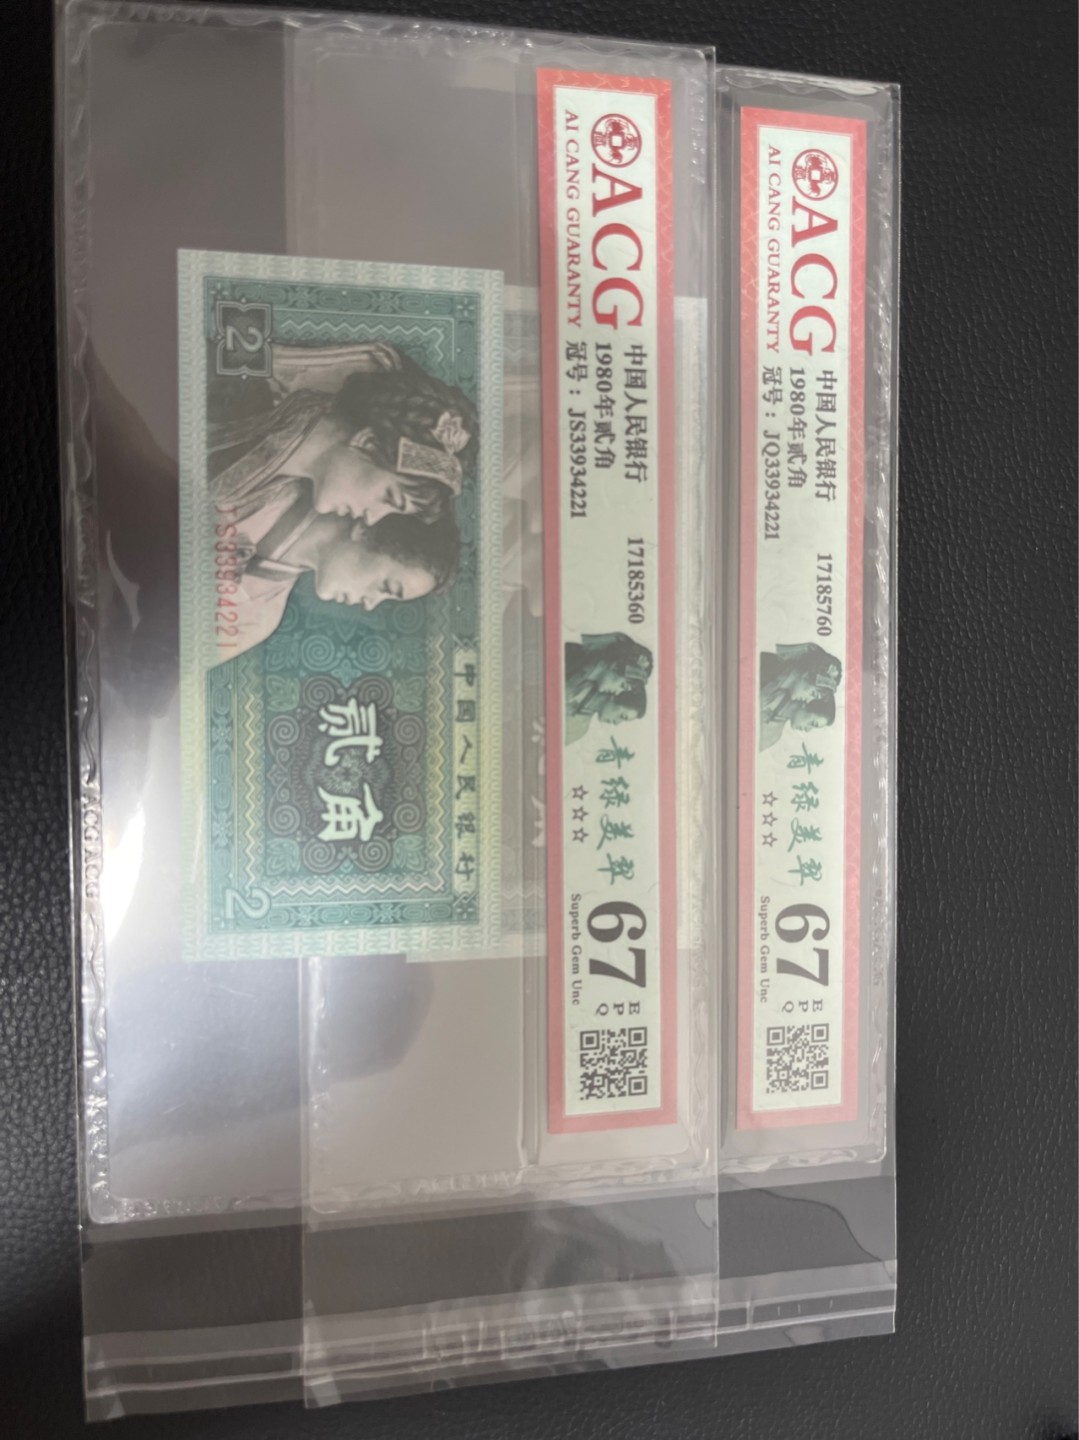 ACG
AI CANG GUARANTY
中国人民银行
1980年贰角
冠号：JQ33934221
17185760
青绿美翠
☆☆☆
67
EPQ
Superb Gem Unc
ACG
AI CANG GUARANTY
中国人民银行
1980年贰角
冠号：JS33934221
17185360
青绿美翠
☆☆☆
67
EPQ
Superb Gem Unc
中国人民银行
贰角
2
2
JS33934221
ACGACG